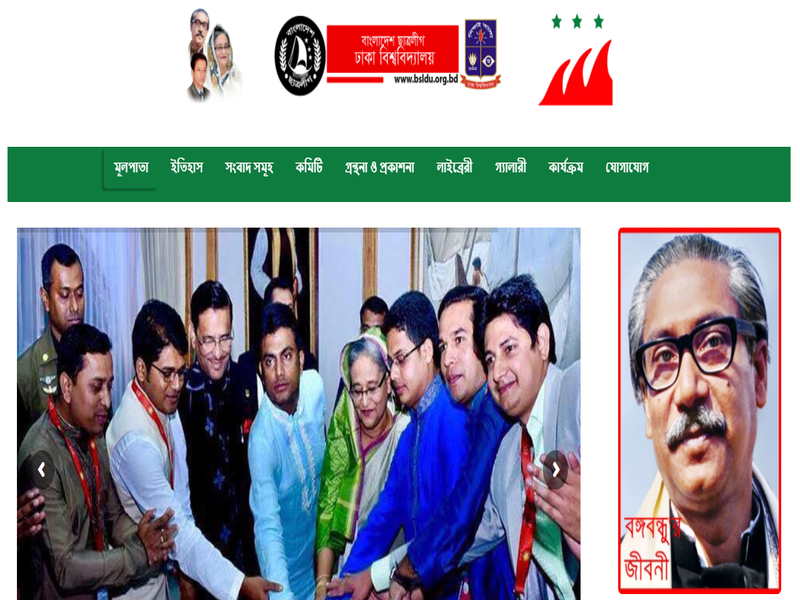 বাংলাদেশ
ছাত্রলীগ
বাংলাদেশ ছাত্রলীগ
ঢাকা বিশ্ববিদ্যালয়
www.bsldu.org.bd
মূলপাতা ইতিহাস সংবাদ সমূহ কমিটি গ্রন্থনা ও প্রকাশনা লাইব্রেরী গ্যালারী কার্যক্রম যোগাযোগ
বঙ্গবন্ধুর
জীবনী